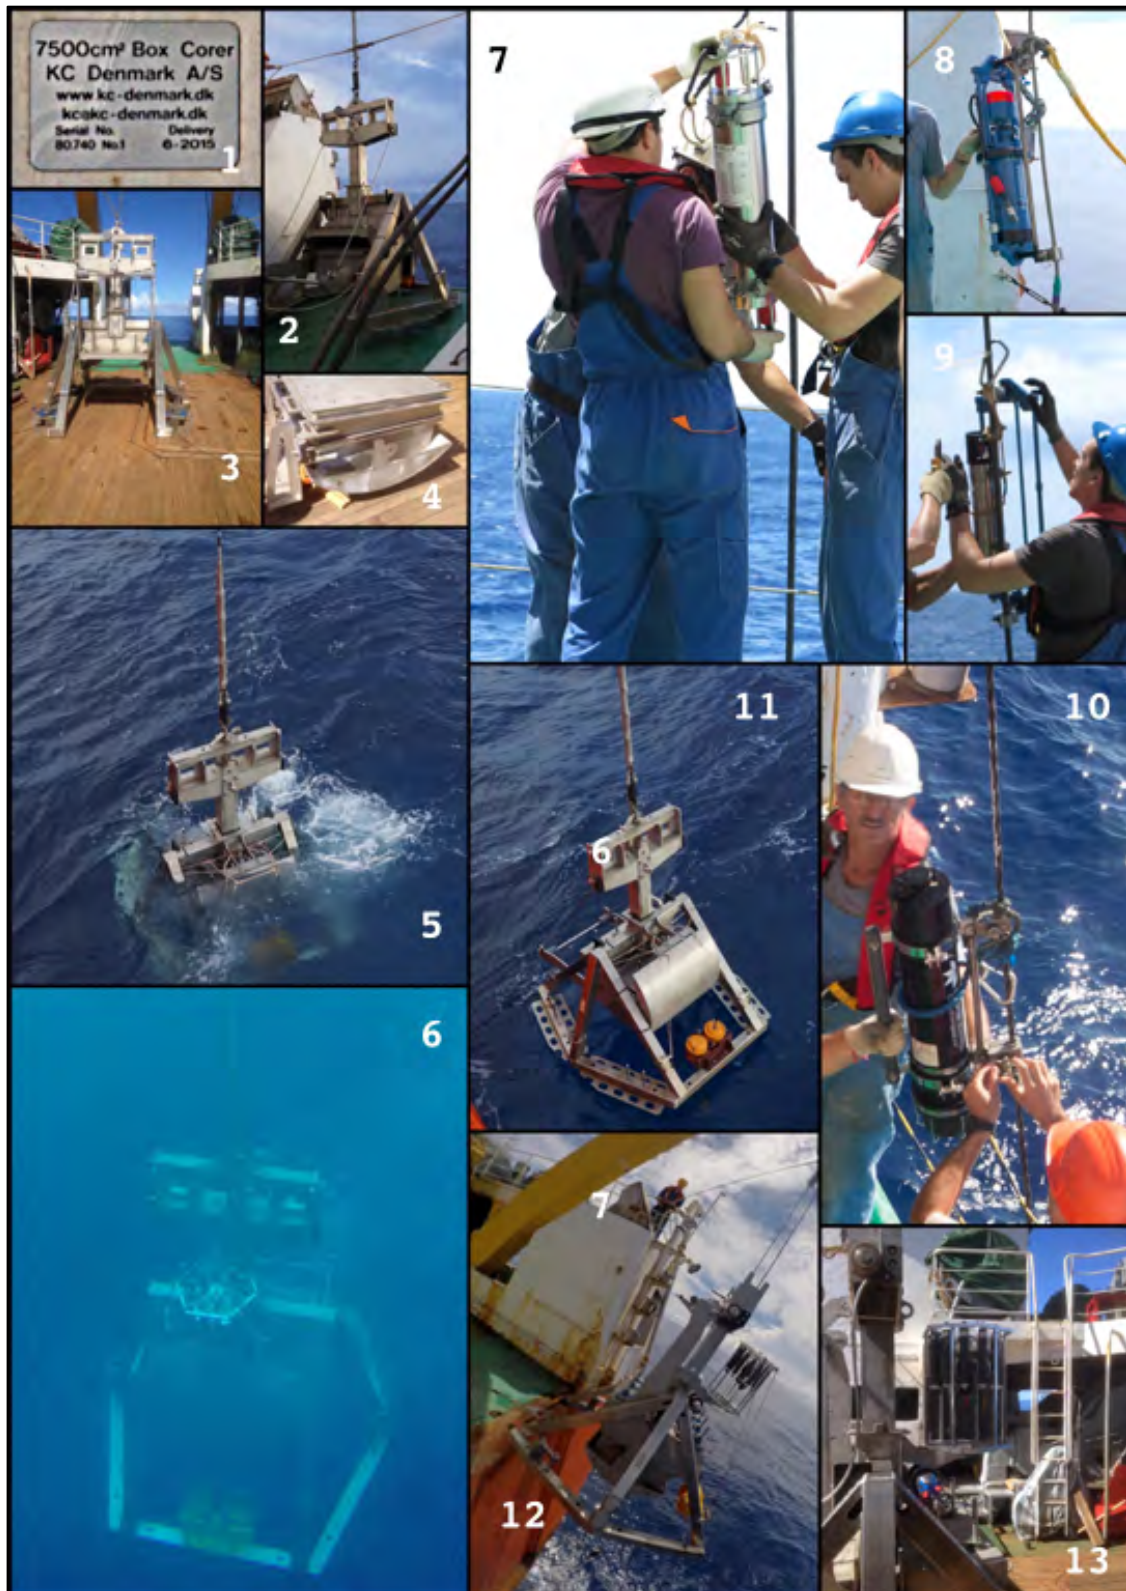 7500cm² Box Corer
KC Denmark A/S
www.kc-denmark.dk
kc@kc-denmark.dk
Serial No. Delivery
80.740 No.1 6-2015
1
2
3
4
5
6
7
8
9
10
11
6
7
12
13